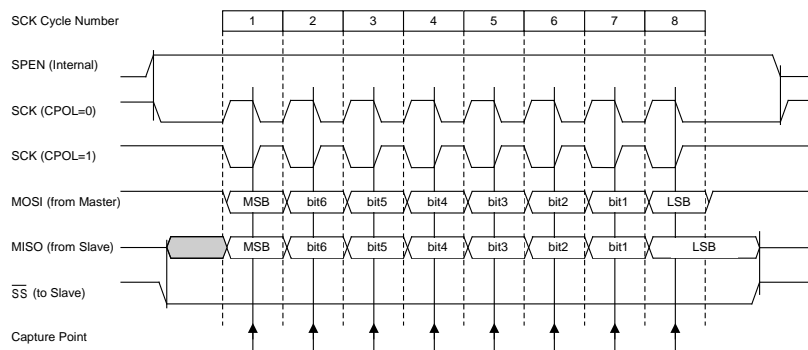 SCK Cycle Number 1 2 3 4 5 6 7 8
SPEN (Internal)
SCK (CPOL=0)
SCK (CPOL=1)
MOSI (from Master) MSB bit6 bit5 bit4 bit3 bit2 bit1 LSB
MISO (from Slave) MSB bit6 bit5 bit4 bit3 bit2 bit1 LSB
SS (to Slave)
Capture Point